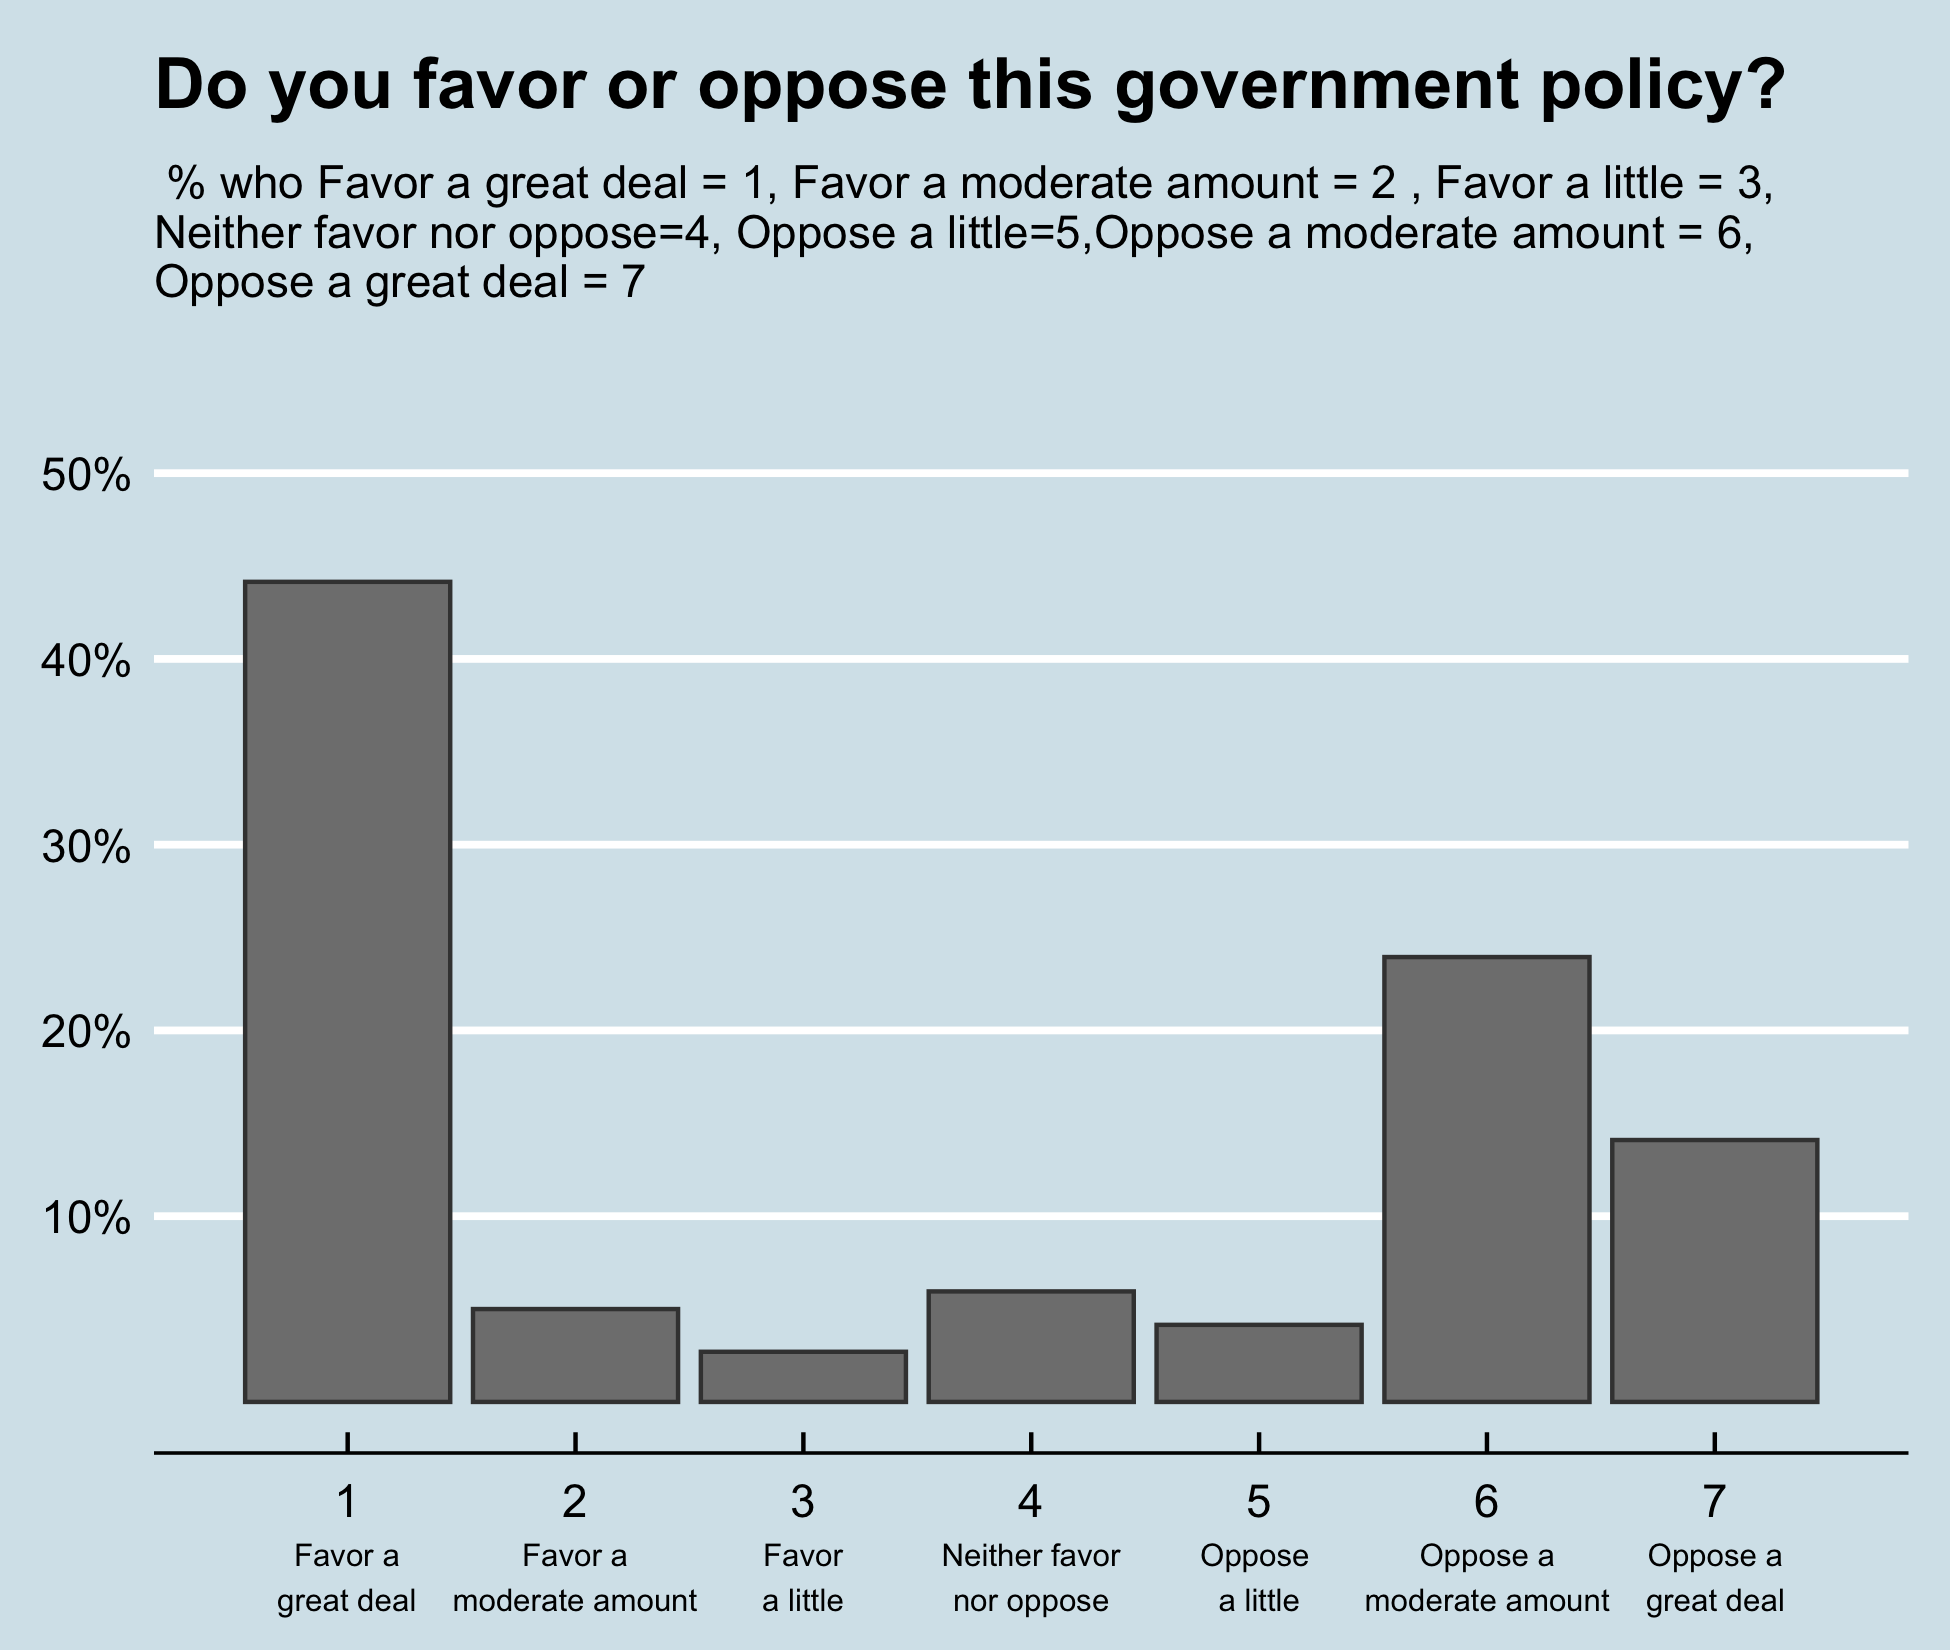 Do you favor or oppose this government policy?
% who Favor a great deal = 1, Favor a moderate amount = 2 , Favor a little = 3,
Neither favor nor oppose=4, Oppose a little=5,Oppose a moderate amount = 6,
Oppose a great deal = 7
50%
40%
30%
20%
10%
1 2 3 4 5 6 7
Favor a Favor a Favor Neither favor Oppose Oppose a Oppose a
great deal moderate amount a little nor oppose a little moderate amount great deal